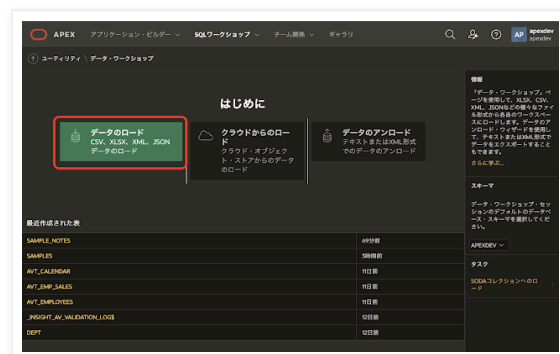 APEX アプリケーション・ビルダー SQLワークショップ チーム開発 ギャラリ AP apexdev apexdev
ユーティリティ \ データ・ワークショップ
はじめに
データのロード
CSV、XLSX、XML、JSON
データのロード
クラウドからのロー
ド
クラウド・オブジェク
ト・ストアからのデータ
のロード
データのアンロード
テキストまたはXML形式
でのデータのアンロード
最近作成された表
SAMPLE_NOTES 69分前
SAMPLES 3時間前
AVT_CALENDAR 11日前
AVT_EMP_SALES 11日前
AVT_EMPLOYEES 11日前
_INSIGHT_AV_VALIDATION_LOG$ 12日前
DEPT 12日前
情報
「データ・ワークショップ」ペ
ージを使用して、XLSX、CSV、
XML、JSONなどの様々なファイ
ル形式から各自のワークスペー
スにロードします。データのア
ンロード・ウィザードを使用し
て、テキストまたはXML形式で
データをエクスポートすること
もできます。
さらに学ぶ...
スキーマ
データ・ワークショップ・セッ
ションのデフォルトのデータベ
ース・スキーマを選択してくだ
さい。
APEXDEV
タスク
SODAコレクションへのロ
ード